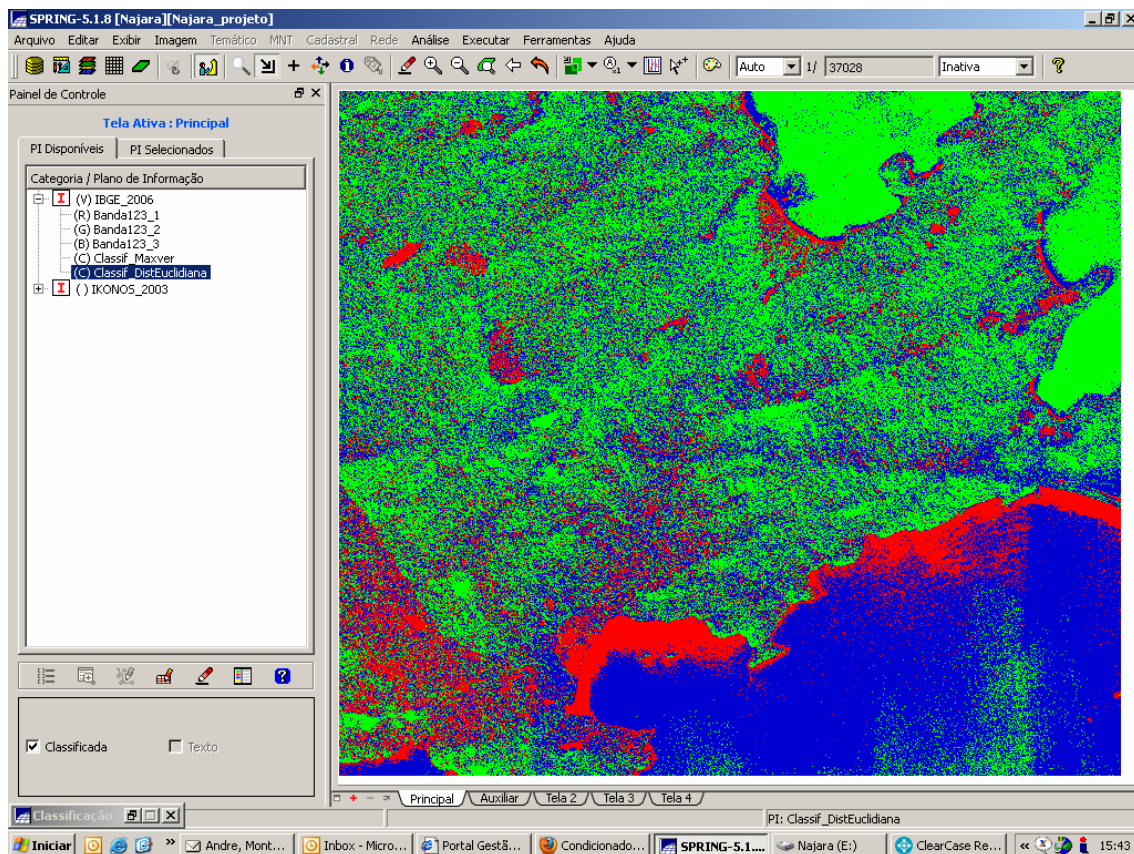 SPRING-5.1.8 [Najara][Najara_projeto]
Arquivo Editar Exibir Imagem Temático MNT Cadastral Rede Análise Executar Ferramentas Ajuda
Auto 1/ 37028 Inativa
Painel de Controle
Tela Ativa : Principal
PI Disponíveis PI Selecionados
Categoria / Plano de Informação
(V) IBGE_2006
(R) Banda123_1
(G) Banda123_2
(B) Banda123_3
(C) Classif_Maxver
(C) Classif_DistEuclidiana
( ) IKONOS_2003
Classificada Texto
Principal Auxiliar Tela 2 Tela 3 Tela 4
Classificação
PI: Classif_DistEuclidiana
Iniciar » Andre, Mont... Inbox - Micro... Portal Gestã... Condicionado... SPRING-5.1.... Najara (E:) ClearCase Re... « 15:43